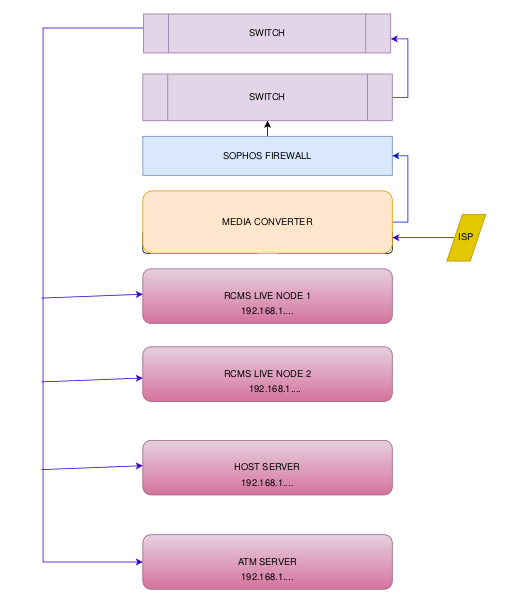 SWITCH
SWITCH
SOPHOS FIREWALL
MEDIA CONVERTER
ISP
RCMS LIVE NODE 1
192.168.1....
RCMS LIVE NODE 2
192.168.1....
HOST SERVER
192.168.1....
ATM SERVER
192.168.1....